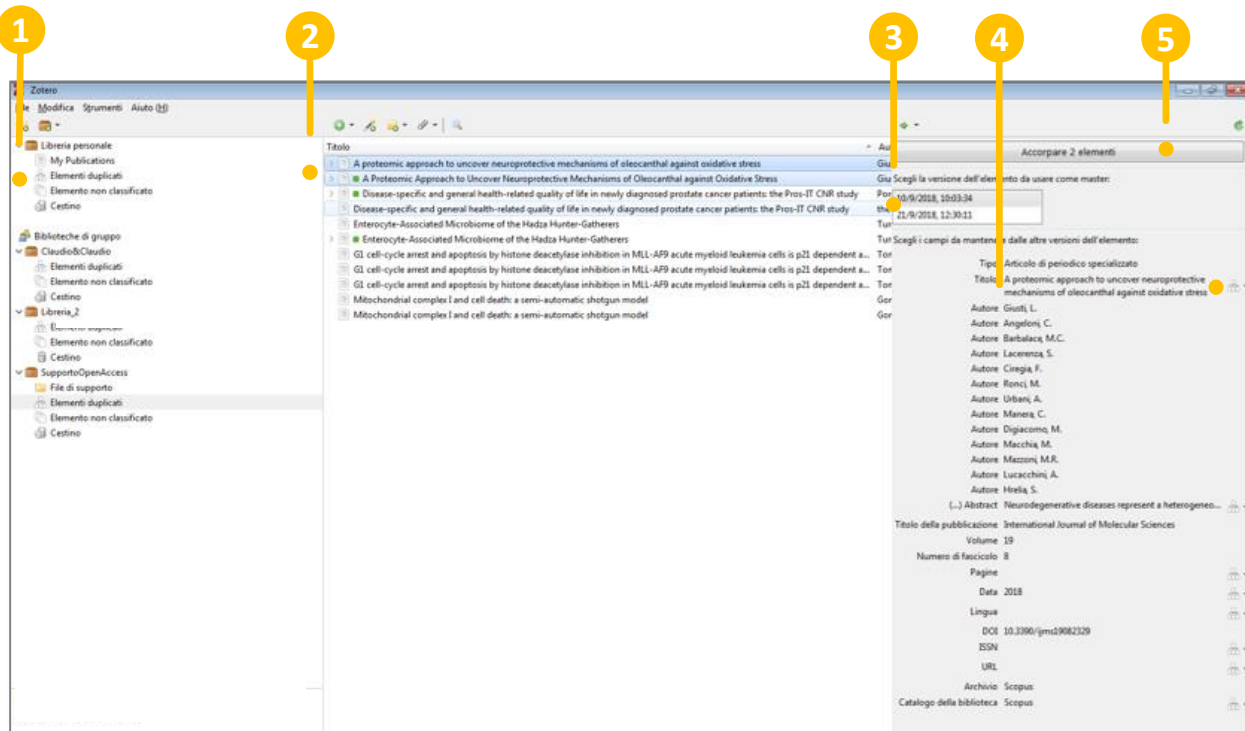 1
2
3
4
5
Zotero
Modifica Strumenti Aiuto (H)
Libreria personale
My Publications
Elementi duplicati
Elemento non classificato
Cestino
Biblioteche di gruppo
Claudio&Claudio
Elementi duplicati
Elemento non classificato
Cestino
Libreria_2
Elemento non classificato
Cestino
SupportoOpenAccess
File di supporto
Elementi duplicati
Elemento non classificato
Cestino
Titolo
A proteomic approach to uncover neuroprotective mechanisms of oleocanthal against oxidative stress
A Proteomic Approach to Uncover Neuroprotective Mechanisms of Oleocanthal against Oxidative Stress
Disease-specific and general health-related quality of life in newly diagnosed prostate cancer patients: the Pros-IT CNR study
Disease-specific and general health-related quality of life in newly diagnosed prostate cancer patients: the Pros-IT CNR study
Enterocyte-Associated Microbiome of the Hadza Hunter-Gatherers
Enterocyte-Associated Microbiome of the Hadza Hunter-Gatherers
G1 cell-cycle arrest and apoptosis by histone deacetylase inhibition in MLL-AF9 acute myeloid leukemia cells is p21 dependent a...
G1 cell-cycle arrest and apoptosis by histone deacetylase inhibition in MLL-AF9 acute myeloid leukemia cells is p21 dependent a...
G1 cell-cycle arrest and apoptosis by histone deacetylase inhibition in MLL-AF9 acute myeloid leukemia cells is p21 dependent a...
Mitochondrial complex I and cell death: a semi-automatic shotgun model
Mitochondrial complex I and cell death: a semi-automatic shotgun model
Au
Giu
Giu
Por
the
Tur
Tur
Tor
Tor
Tor
Gor
Gor
Accorpare 2 elementi
Scegli la versione dell'elemento da usare come master:
10/9/2018, 10:03:34
21/9/2018, 12:30:11
Scegli i campi da mantenere dalle altre versioni dell'elemento:
Tipo Articolo di periodico specializzato
Titolo A proteomic approach to uncover neuroprotective
mechanisms of oleocanthal against oxidative stress
Autore Giusti, L.
Autore Angeloni, C.
Autore Barbalace, M.C.
Autore Lacerenza, S.
Autore Ciregia, F.
Autore Ronci, M.
Autore Urbani, A.
Autore Manera, C.
Autore Digiacomo, M.
Autore Macchia, M.
Autore Mazzoni, M.R.
Autore Lucacchini, A.
Autore Hrelia, S.
(...) Abstract Neurodegenerative diseases represent a heterogeneo...
Titolo della pubblicazione International Journal of Molecular Sciences
Volume 19
Numero di fascicolo 8
Pagine
Data 2018
Lingua
DOI 10.3390/ijms19082329
ISSN
URL
Archivio Scopus
Catalogo della biblioteca Scopus